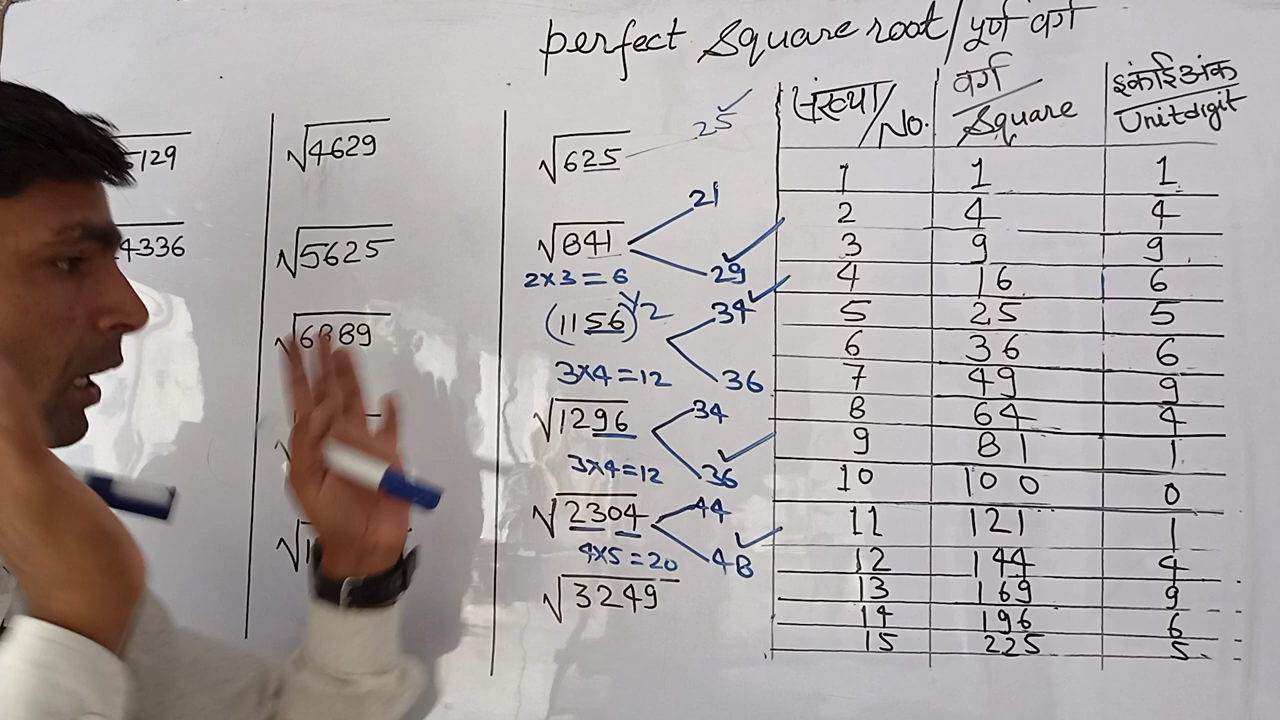 perfect Square root/पूर्ण वर्ग
129
4336
√4629
√5625
√6889
√625 25 ✓
√841 21 29 ✓
2×3=6
(1156)^1/2 34 ✓ 36
3×4=12
√1296 34 36 ✓
3×4=12
√2304 44 48 ✓
4×5=20
√3249
संख्या/No. वर्ग/Square इकाई अंक/Unit digit
1 1 1
2 4 4
3 9 9
4 16 6
5 25 5
6 36 6
7 49 9
8 64 4
9 81 1
10 100 0
11 121 1
12 144 4
13 169 9
14 196 6
15 225 5